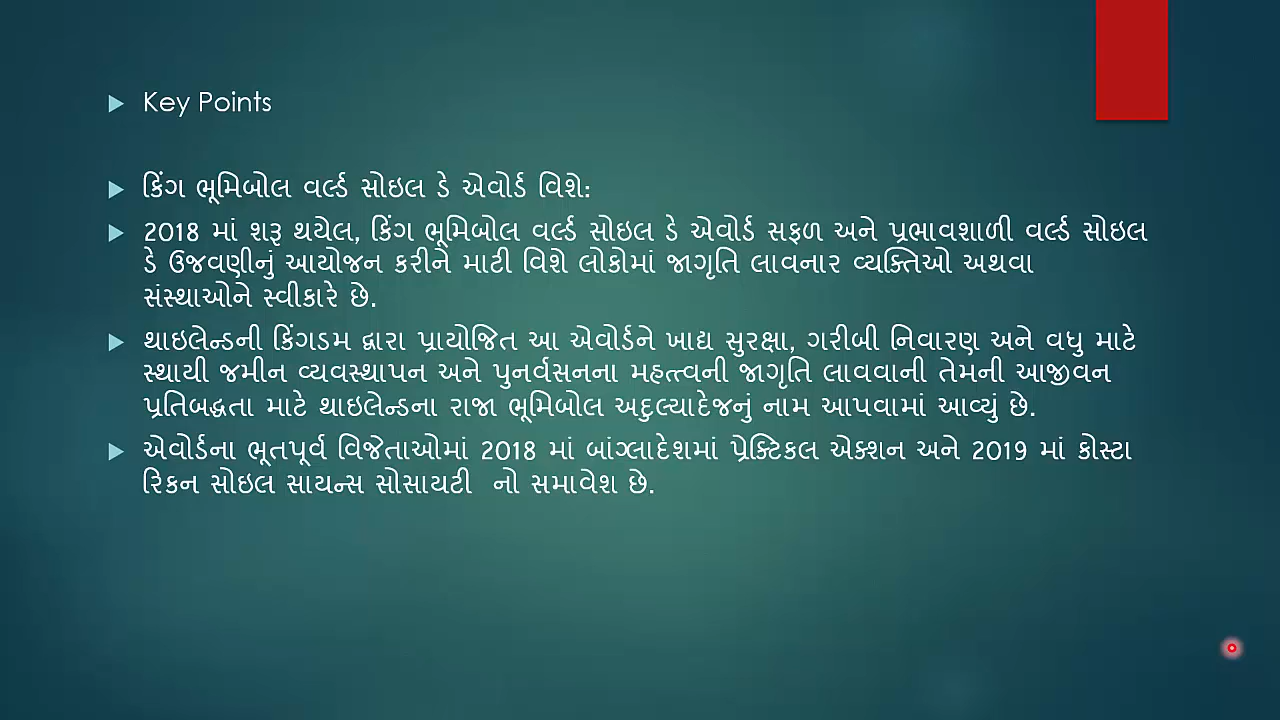 Key Points
કિંગ ભૂમિબોલ વર્લ્ડ સોઇલ ડે એવોર્ડ વિશે:
2018 માં શરૂ થયેલ, કિંગ ભૂમિબોલ વર્લ્ડ સોઇલ ડે એવોર્ડ સફળ અને પ્રભાવશાળી વર્લ્ડ સોઇલ
ડે ઉજવણીનું આયોજન કરીને માટી વિશે લોકોમાં જાગૃતિ લાવનાર વ્યક્તિઓ અથવા
સંસ્થાઓને સ્વીકારે છે.
થાઇલેન્ડની કિંગડમ દ્વારા પ્રાયોજિત આ એવોર્ડને ખાદ્ય સુરક્ષા, ગરીબી નિવારણ અને વધુ માટે
સ્થાયી જમીન વ્યવસ્થાપન અને પુનર્વસનના મહત્ત્વની જાગૃતિ લાવવાની તેમની આજીવન
પ્રતિબદ્ધતા માટે થાઇલેન્ડના રાજા ભૂમિબોલ અદુલ્યાદેજનું નામ આપવામાં આવ્યું છે.
એવોર્ડના ભૂતપૂર્વ વિજેતાઓમાં 2018 માં બાંગ્લાદેશમાં પ્રેક્ટિકલ એક્શન અને 2019 માં કોસ્ટા
રિકન સોઇલ સાયન્સ સોસાયટી નો સમાવેશ છે.